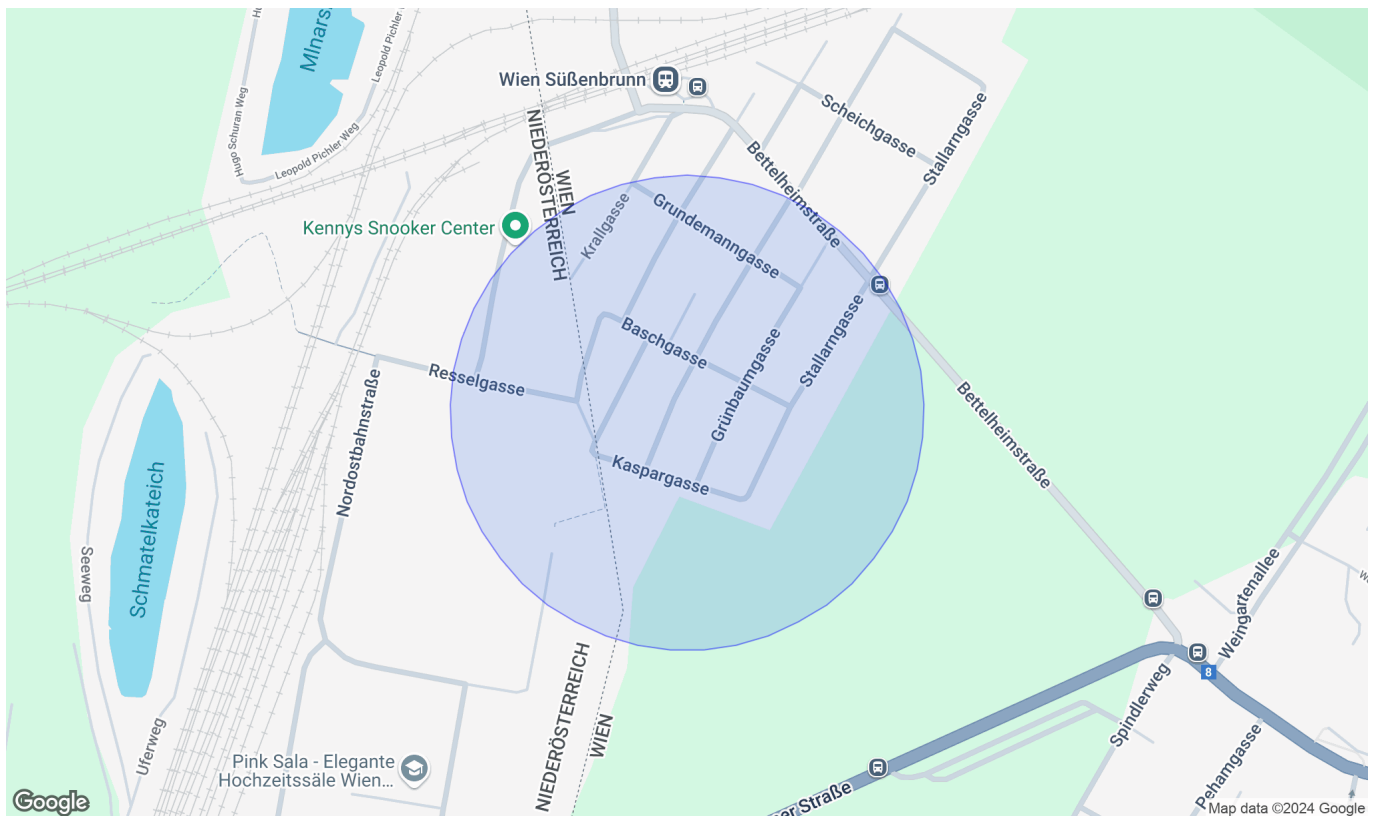 Mlnarsk
Leopold Pichler Weg
Hugo Schuran Weg
Leopold Pichler Weg
Wien Süßenbrunn
NIEDERÖSTERREICH
WIEN
Scheichgasse
Stallarngasse
Bettelheimstraße
Grundemanngasse
Krallgasse
Kennys Snooker Center
Baschgasse
Stallarngasse
Grünbaumgasse
Resselgasse
Nordostbahnstraße
Bettelheimstraße
Kaspargasse
Schmatelkateich
Seeweg
Weingartenallee
8
Spindlerweg
NIEDERÖSTERREICH
WIEN
Uferweg
Pink Sala - Elegante
Hochzeitssäle Wien...
Pehamgasse
er Straße
Google
Map data ©2024 Google